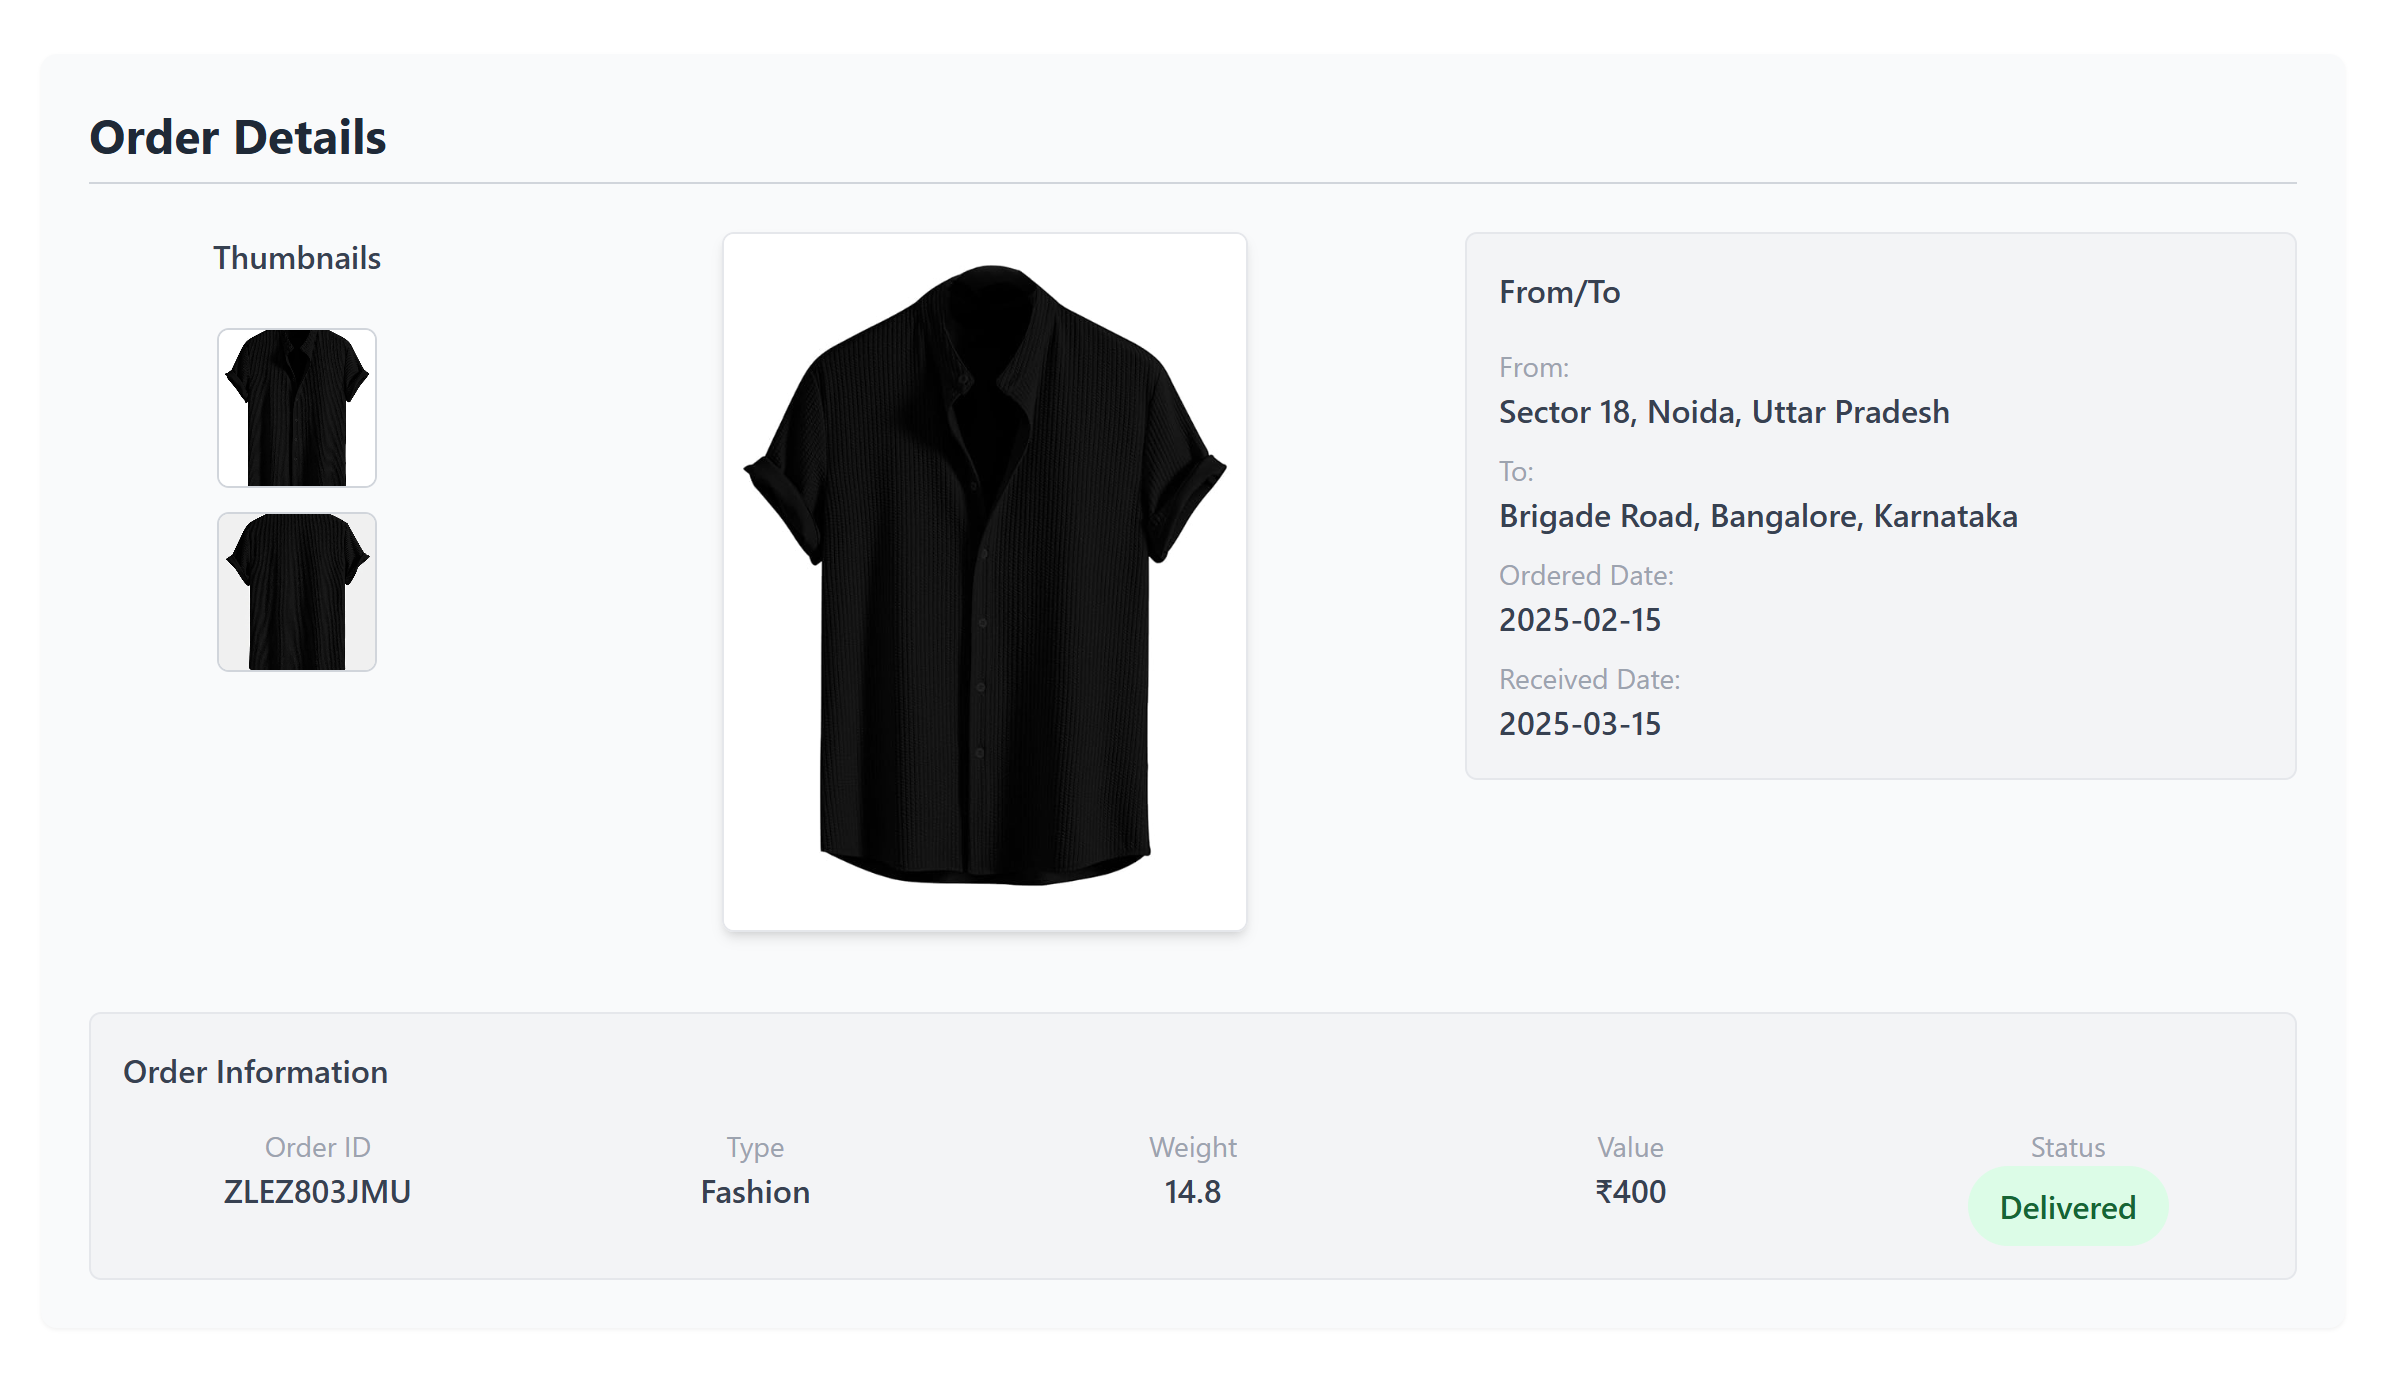 Order Details
Thumbnails
From/To
From:
Sector 18, Noida, Uttar Pradesh
To:
Brigade Road, Bangalore, Karnataka
Ordered Date:
2025-02-15
Received Date:
2025-03-15
Order Information
Order ID
ZLEZ803JMU
Type
Fashion
Weight
14.8
Value
₹400
Status
Delivered